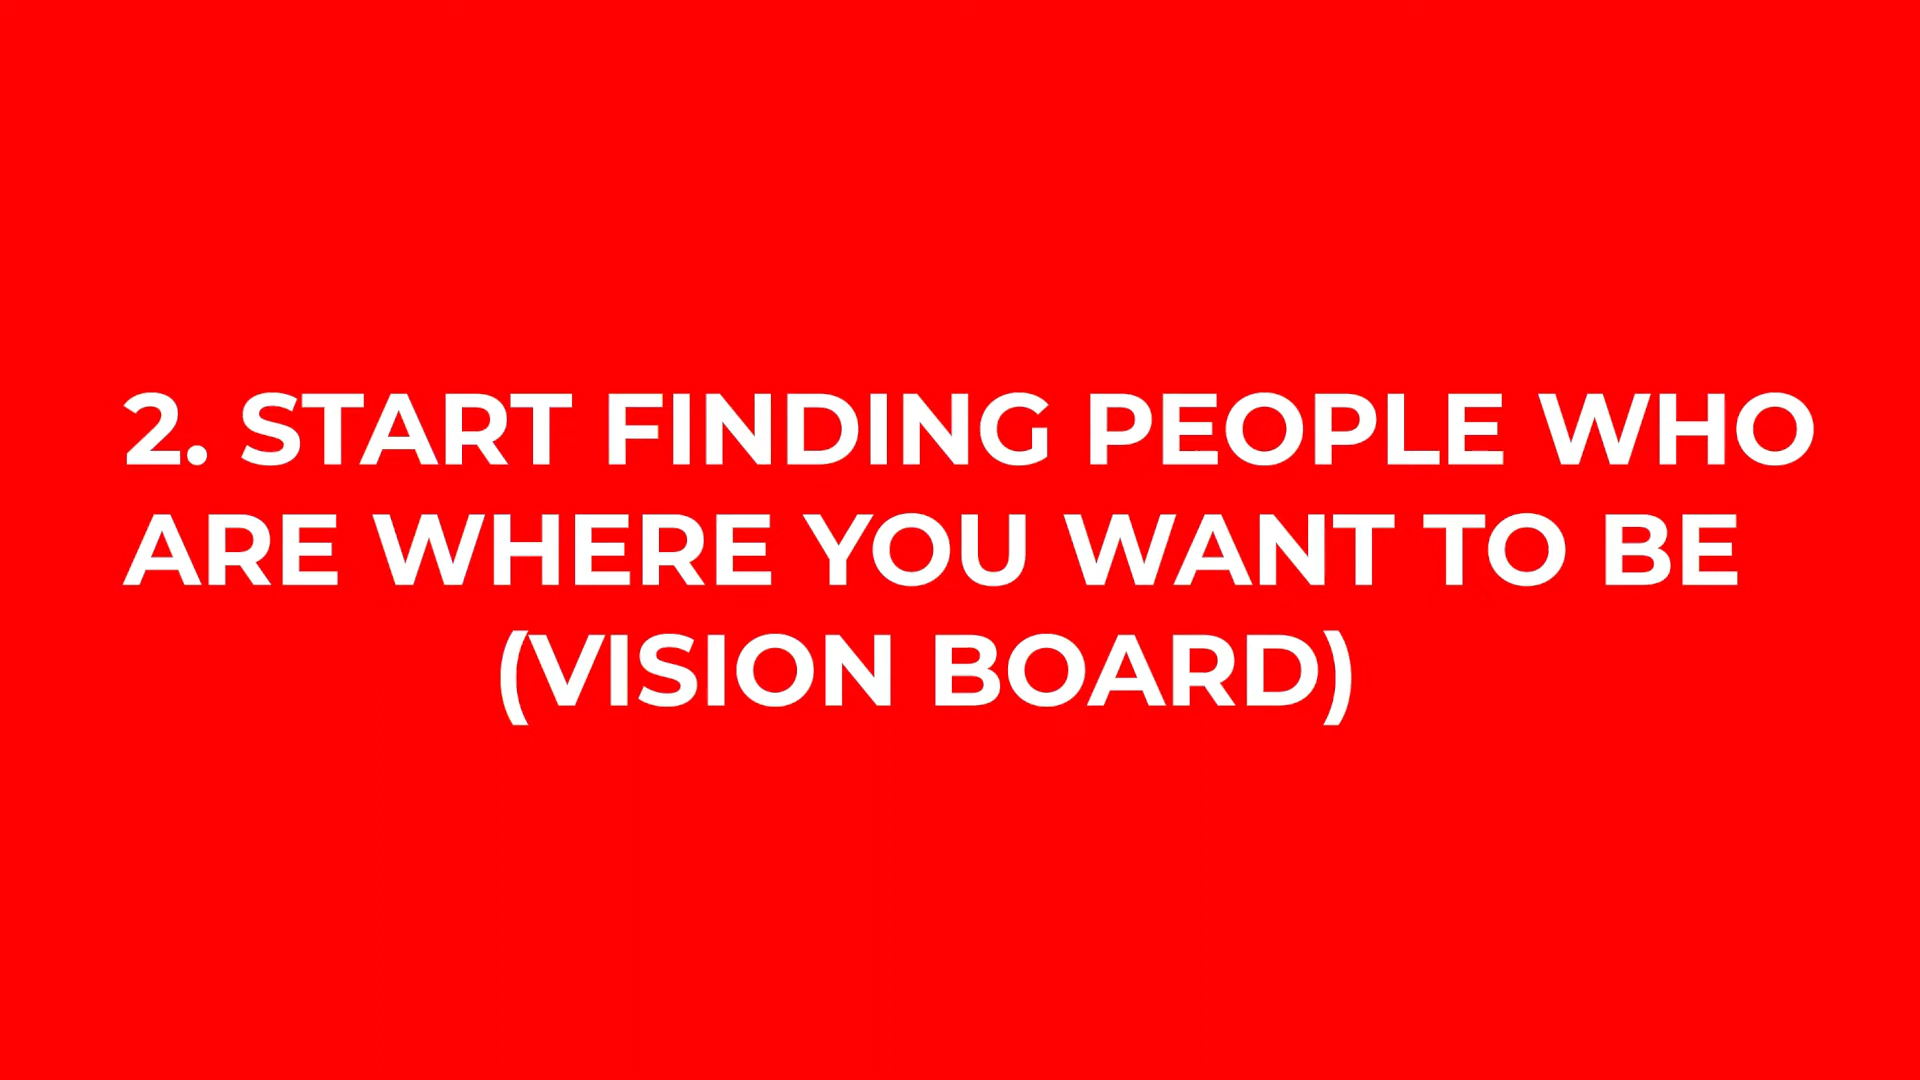 2. START FINDING PEOPLE WHO
ARE WHERE YOU WANT TO BE
(VISION BOARD)